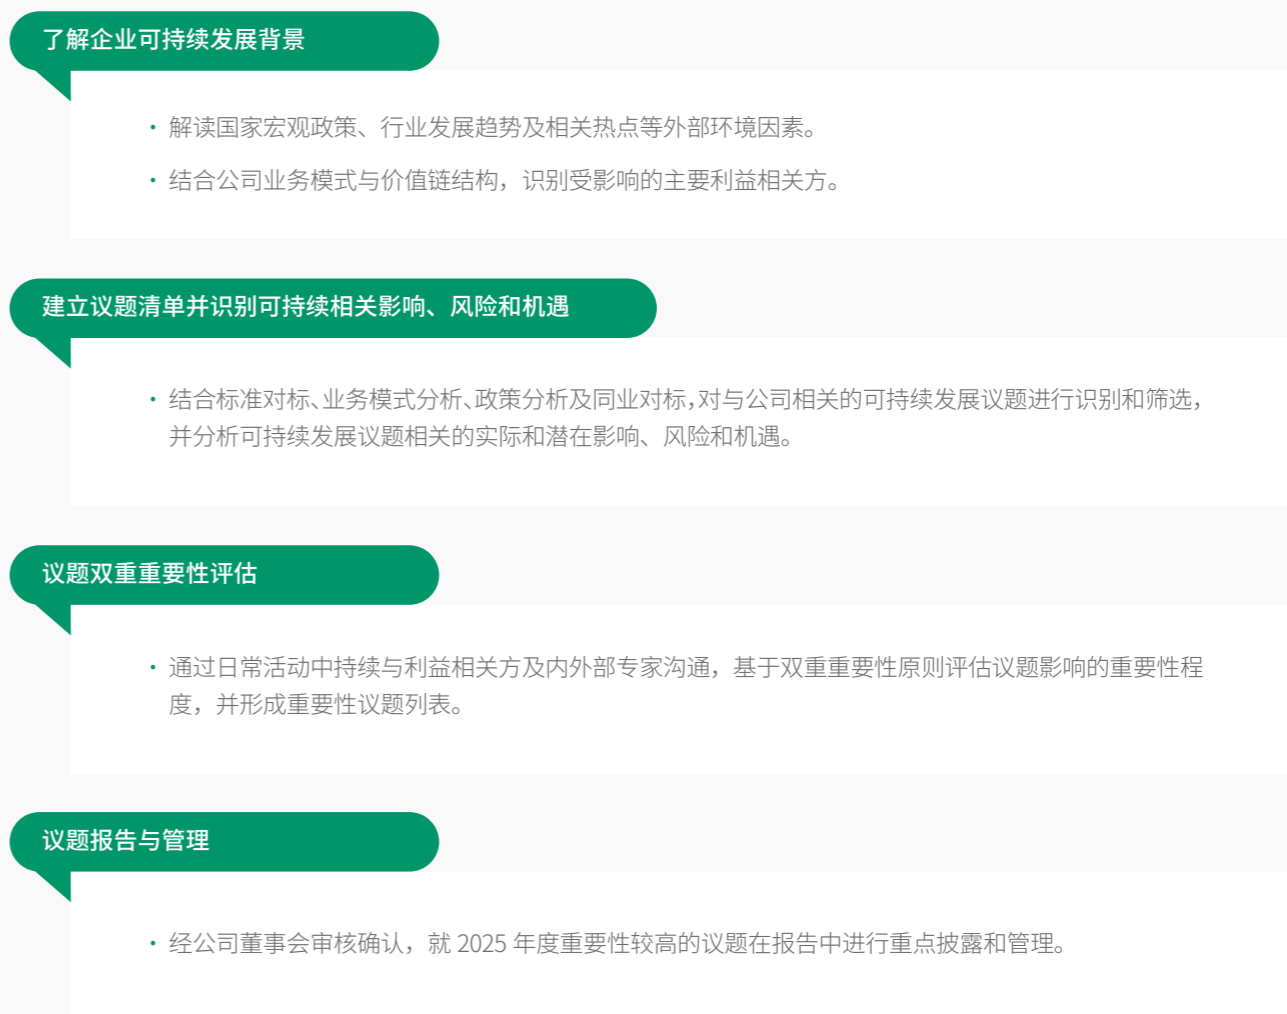 了解企业可持续发展背景
· 解读国家宏观政策、行业发展趋势及相关热点等外部环境因素。
· 结合公司业务模式与价值链结构，识别受影响的主要利益相关方。
建立议题清单并识别可持续相关影响、风险和机遇
· 结合标准对标、业务模式分析、政策分析及同业对标，对与公司相关的可持续发展议题进行识别和筛选，
并分析可持续发展议题相关的实际和潜在影响、风险和机遇。
议题双重重要性评估
· 通过日常活动中持续与利益相关方及内外部专家沟通，基于双重重要性原则评估议题影响的重要性程
度，并形成重要性议题列表。
议题报告与管理
· 经公司董事会审核确认，就 2025 年度重要性较高的议题在报告中进行重点披露和管理。